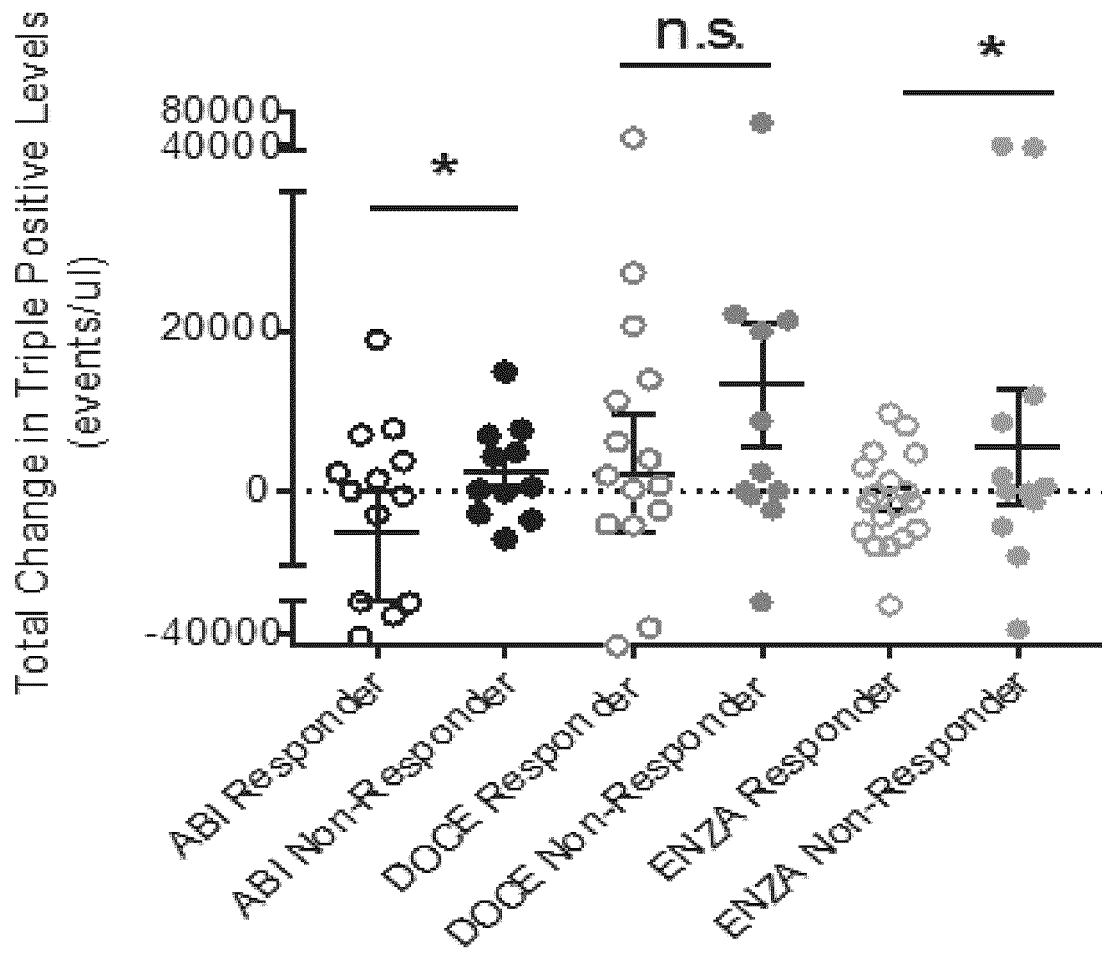 Total Change in Triple Positive Levels
(events/ul)
80000
40000
20000
0
-40000
*
n.s.
*
ABI Responder
ABI Non-Responder
DOCE Responder
DOCE Non-Responder
ENZA Responder
ENZA Non-Responder